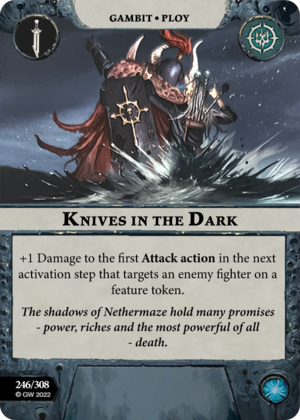 GAMBIT • PLOY
KNIVES IN THE DARK
+1 Damage to the first Attack action in the next
activation step that targets an enemy fighter on a
feature token.
The shadows of Nethermaze hold many promises
- power, riches and the most powerful of all
- death.
246/308
© GW 2022